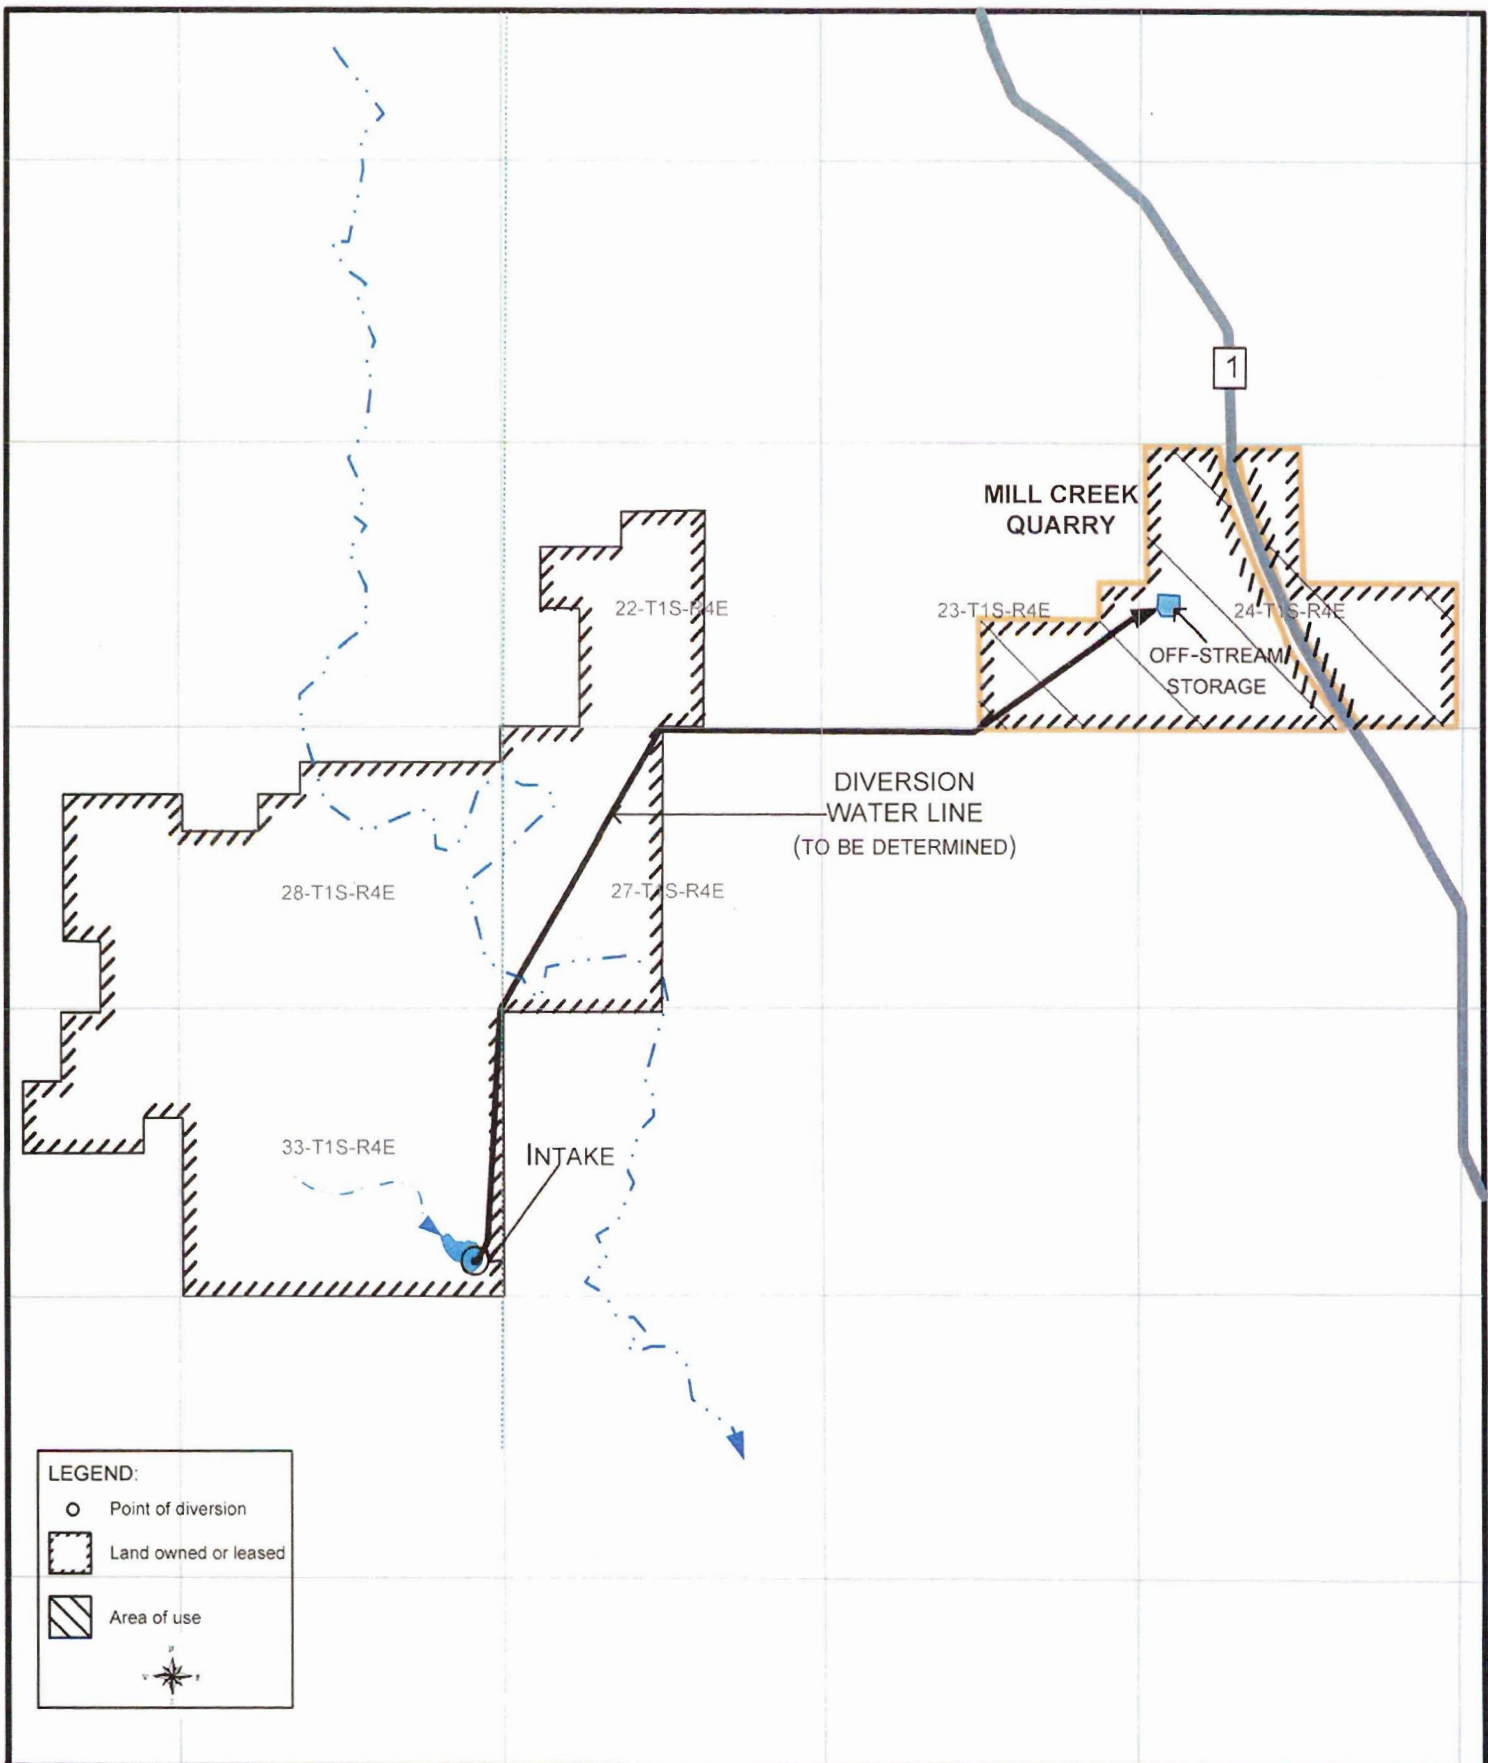 1
MILL CREEK
QUARRY
22-T1S-R4E
23-T1S-R4E
24-T1S-R4E
OFF-STREAM
STORAGE
DIVERSION
WATER LINE
(TO BE DETERMINED)
28-T1S-R4E
27-T1S-R4E
33-T1S-R4E
INTAKE
LEGEND:
Point of diversion
Land owned or leased
Area of use